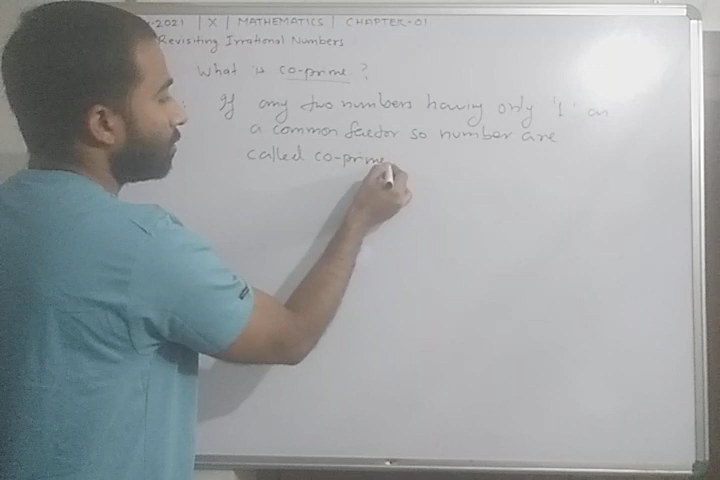 -2021 | X | MATHEMATICS | CHAPTER-01
Revisiting Irrational Numbers
What is co-prime ?
If any two numbers having only '1' as
a common factor so number are
called co-prime